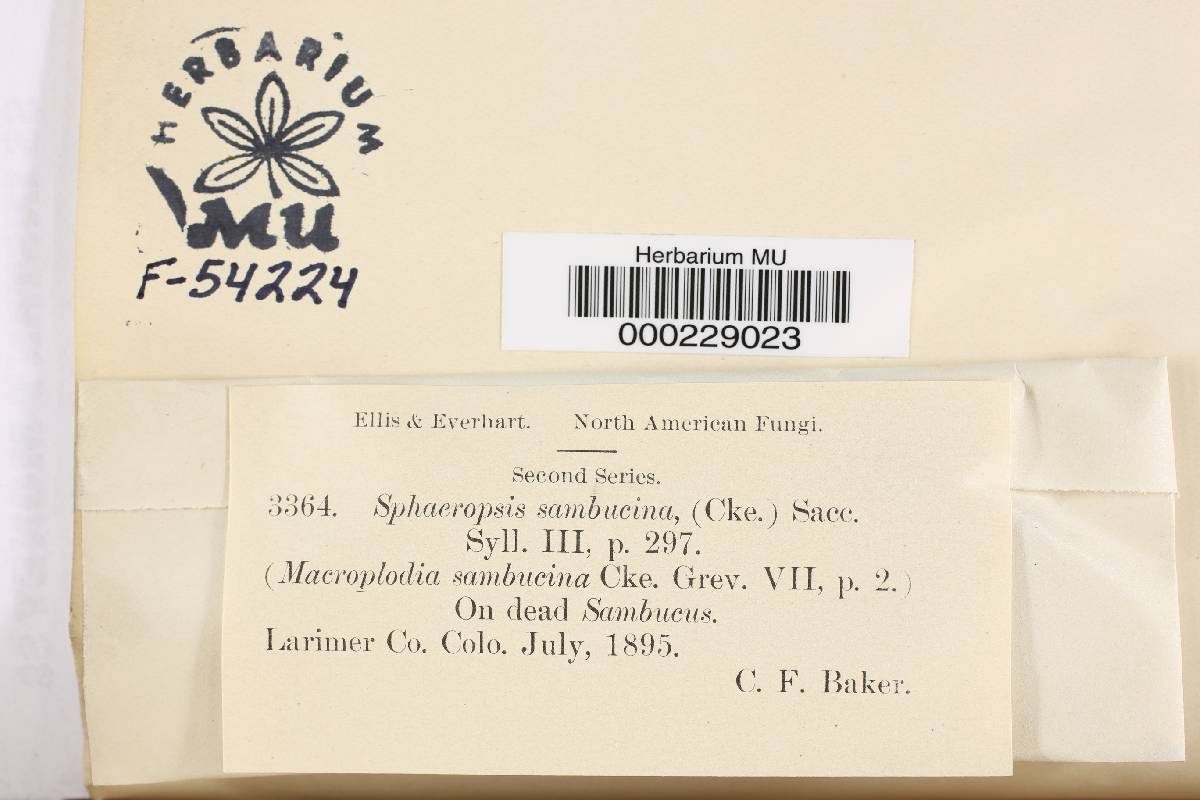 HERBARIUM
MU
F-54224
Herbarium MU
000229023
Ellis & Everhart. North American Fungi.
Second Series.
3364. Sphaeropsis sambucina, (Cke.) Sacc.
Syll. III, p. 297.
(Macroplodia sambucina Cke. Grev. VII, p. 2.)
On dead Sambucus.
Larimer Co. Colo. July, 1895.
C. F. Baker.